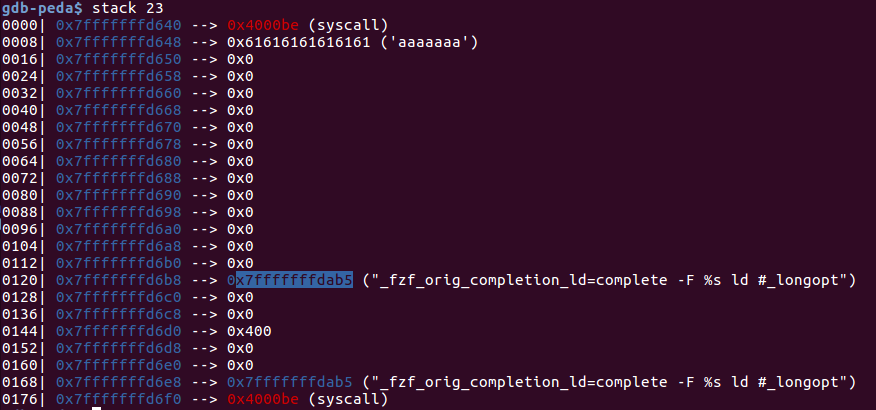 gdb-peda$ stack 23
0000| 0x7fffffffd640 --> 0x4000be (syscall)
0008| 0x7fffffffd648 --> 0x61616161616161 ('aaaaaaa')
0016| 0x7fffffffd650 --> 0x0
0024| 0x7fffffffd658 --> 0x0
0032| 0x7fffffffd660 --> 0x0
0040| 0x7fffffffd668 --> 0x0
0048| 0x7fffffffd670 --> 0x0
0056| 0x7fffffffd678 --> 0x0
0064| 0x7fffffffd680 --> 0x0
0072| 0x7fffffffd688 --> 0x0
0080| 0x7fffffffd690 --> 0x0
0088| 0x7fffffffd698 --> 0x0
0096| 0x7fffffffd6a0 --> 0x0
0104| 0x7fffffffd6a8 --> 0x0
0112| 0x7fffffffd6b0 --> 0x0
0120| 0x7fffffffd6b8 --> 0x7fffffffdab5 ("_fzf_orig_completion_ld=complete -F %s ld #_longopt")
0128| 0x7fffffffd6c0 --> 0x0
0136| 0x7fffffffd6c8 --> 0x0
0144| 0x7fffffffd6d0 --> 0x400
0152| 0x7fffffffd6d8 --> 0x0
0160| 0x7fffffffd6e0 --> 0x0
0168| 0x7fffffffd6e8 --> 0x7fffffffdab5 ("_fzf_orig_completion_ld=complete -F %s ld #_longopt")
0176| 0x7fffffffd6f0 --> 0x4000be (syscall)